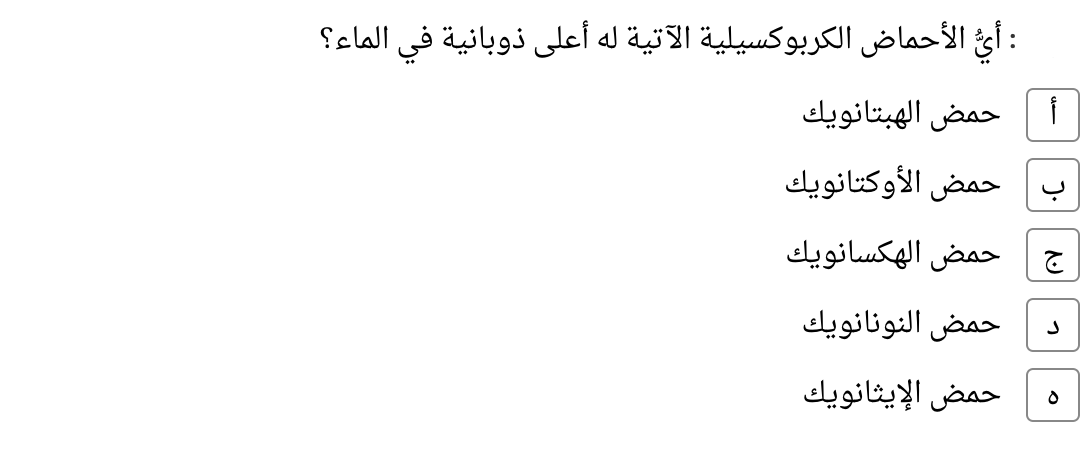 : أيُّ الأحماض الكربوكسيلية الآتية له أعلى ذوبانية في الماء؟
أ حمض الهبتانويك
ب حمض الأوكتانويك
ج حمض الهكسانويك
د حمض النونانويك
ه حمض الإيثانويك